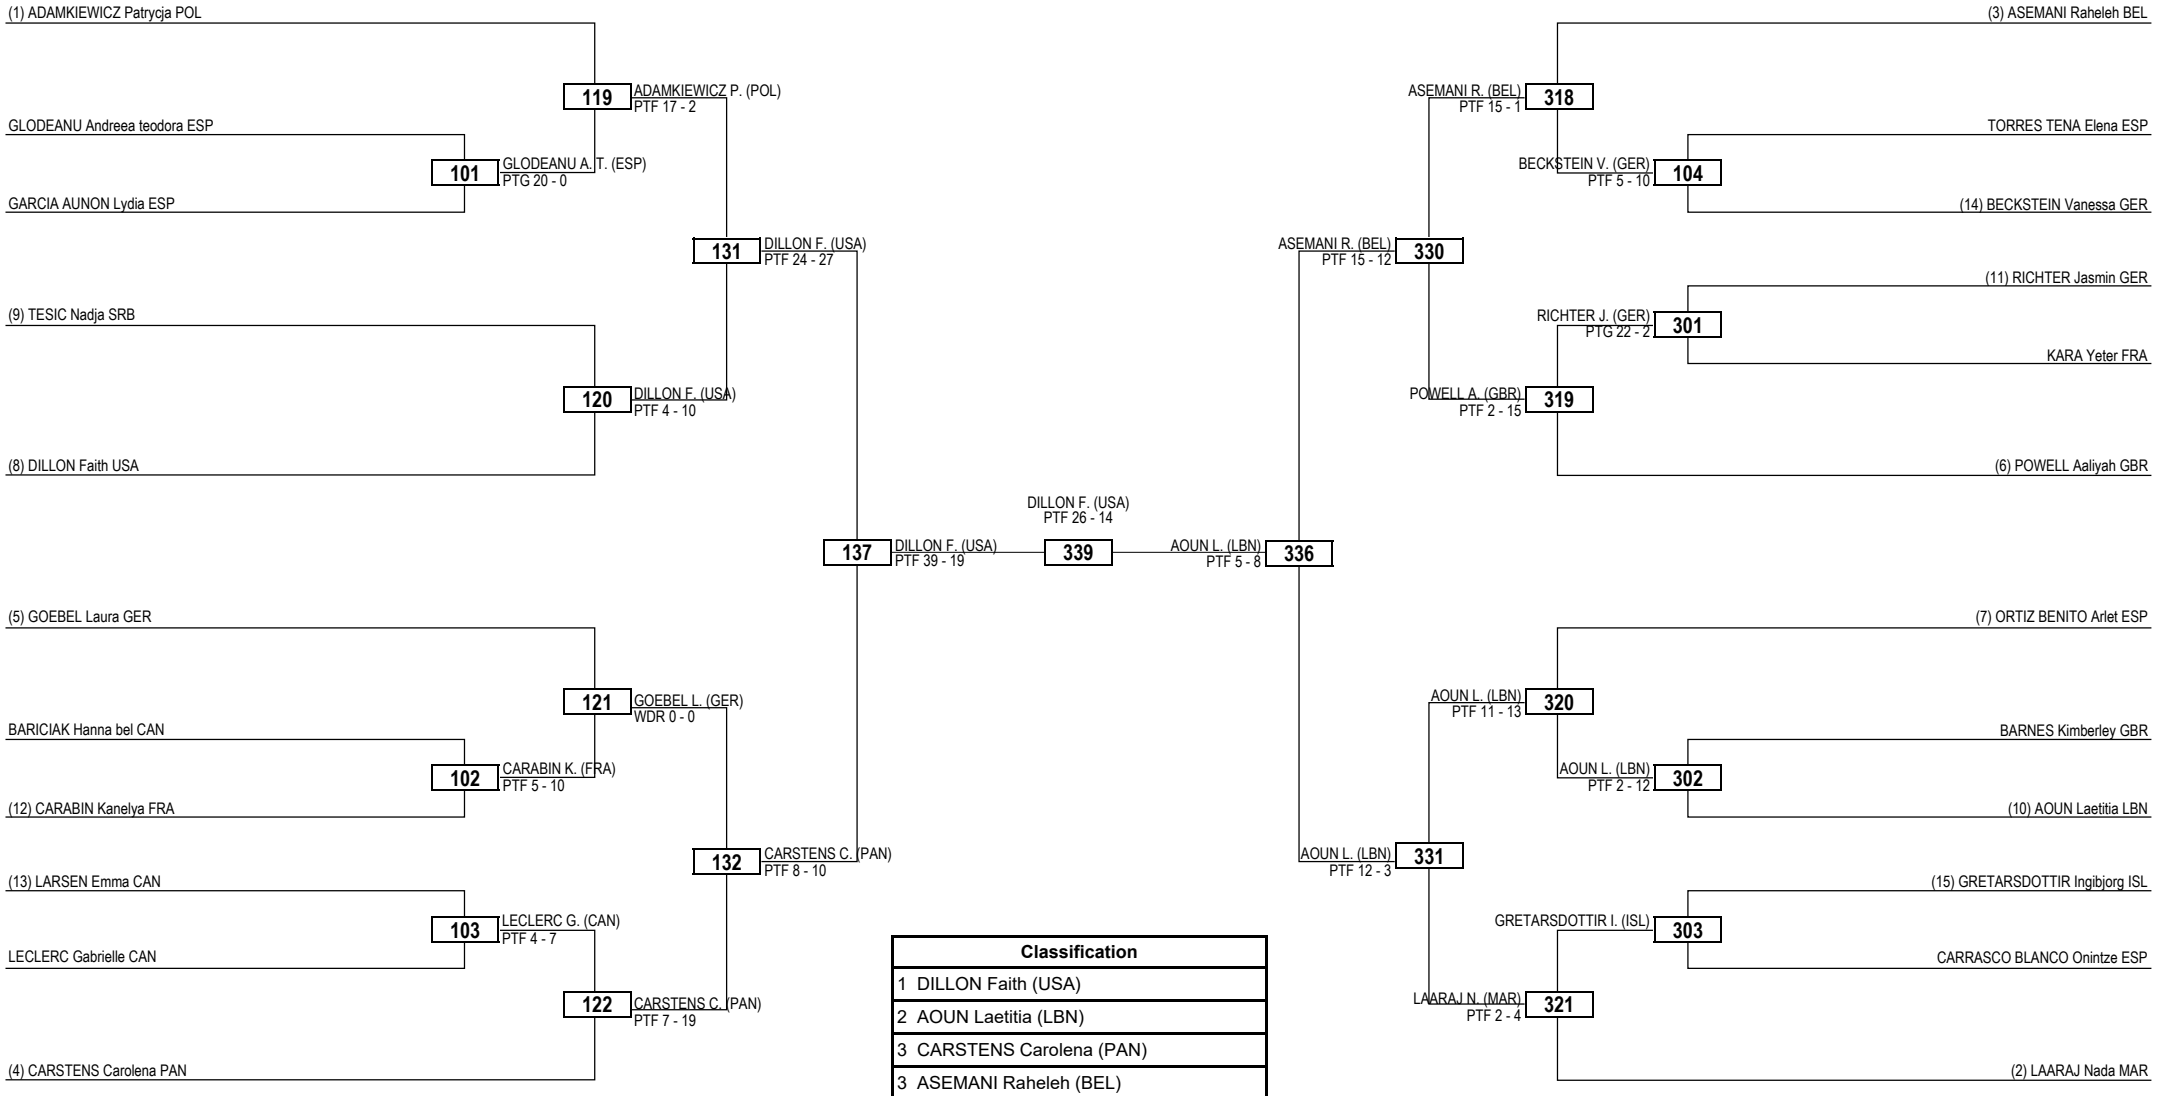 (1) ADAMKIEWICZ Patrycja POL
119
ADAMKIEWICZ P. (POL)
PTF 17 - 2
GLODEANU Andreea teodora ESP
101
GLODEANU A. T. (ESP)
PTG 20 - 0
GARCIA AUNON Lydia ESP
131
DILLON F. (USA)
PTF 24 - 27
(9) TESIC Nadja SRB
120
DILLON F. (USA)
PTF 4 - 10
(8) DILLON Faith USA
137
DILLON F. (USA)
PTF 39 - 19
(5) GOEBEL Laura GER
121
GOEBEL L. (GER)
WDR 0 - 0
BARICIAK Hanna bel CAN
102
CARABIN K. (FRA)
PTF 5 - 10
(12) CARABIN Kanelya FRA
132
CARSTENS C. (PAN)
PTF 8 - 10
(13) LARSEN Emma CAN
103
LECLERC G. (CAN)
PTF 4 - 7
LECLERC Gabrielle CAN
122
CARSTENS C. (PAN)
PTF 7 - 19
(4) CARSTENS Carolena PAN
DILLON F. (USA)
PTF 26 - 14
339
(3) ASEMANI Raheleh BEL
ASEMANI R. (BEL)
PTF 15 - 1
318
TORRES TENA Elena ESP
BECKSTEIN V. (GER)
PTF 5 - 10
104
(14) BECKSTEIN Vanessa GER
ASEMANI R. (BEL)
PTF 15 - 12
330
(11) RICHTER Jasmin GER
RICHTER J. (GER)
PTG 22 - 2
301
KARA Yeter FRA
POWELL A. (GBR)
PTF 2 - 15
319
(6) POWELL Aaliyah GBR
AOUN L. (LBN)
PTF 5 - 8
336
(7) ORTIZ BENITO Arlet ESP
AOUN L. (LBN)
PTF 11 - 13
320
BARNES Kimberley GBR
AOUN L. (LBN)
PTF 2 - 12
302
(10) AOUN Laetitia LBN
AOUN L. (LBN)
PTF 12 - 3
331
(15) GRETARSDOTTIR Ingibjorg ISL
GRETARSDOTTIR I. (ISL)
303
CARRASCO BLANCO Onintze ESP
LAARAJ N. (MAR)
PTF 2 - 4
321
(2) LAARAJ Nada MAR
Classification
1 DILLON Faith (USA)
2 AOUN Laetitia (LBN)
3 CARSTENS Carolena (PAN)
3 ASEMANI Raheleh (BEL)